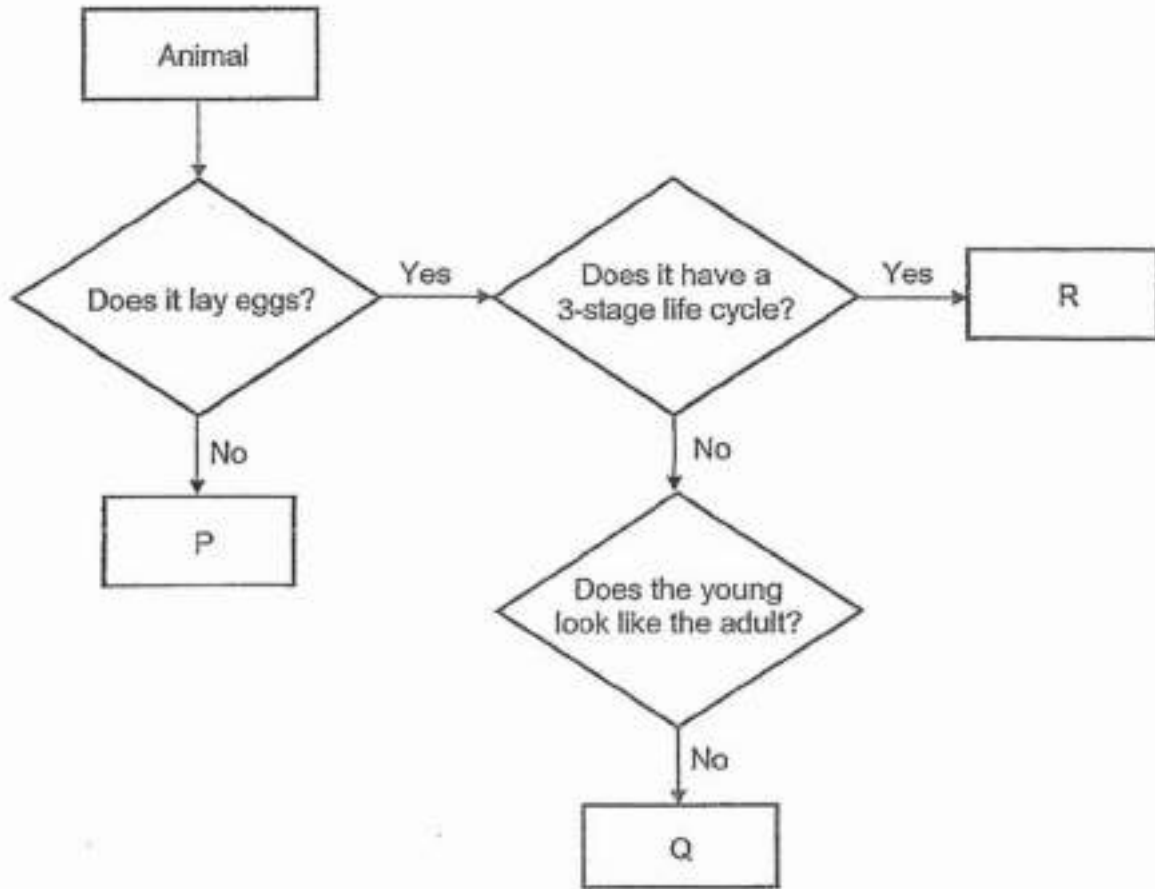 Animal
Does it lay eggs?
Yes
Does it have a
3-stage life cycle?
Yes
R
No
P
No
Does the young
look like the adult?
No
Q